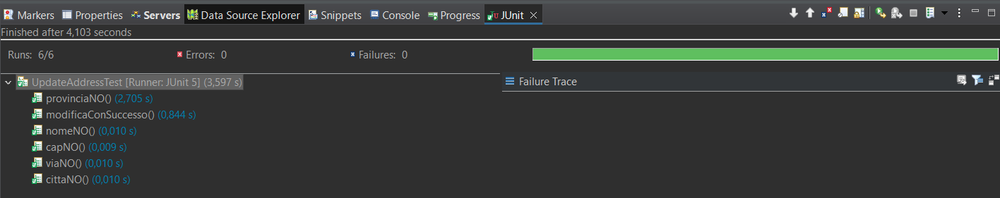 Markers Properties Servers Data Source Explorer Snippets Console Progress JUnit
Finished after 4,103 seconds
Runs: 6/6 Errors: 0 Failures: 0
UpdateAddressTest [Runner: JUnit 5] (3,597 s) Failure Trace
provinciaNO() (2,705 s)
modificaConSuccesso() (0,844 s)
nomeNO() (0,010 s)
capNO() (0,009 s)
viaNO() (0,010 s)
cittaNO() (0,010 s)